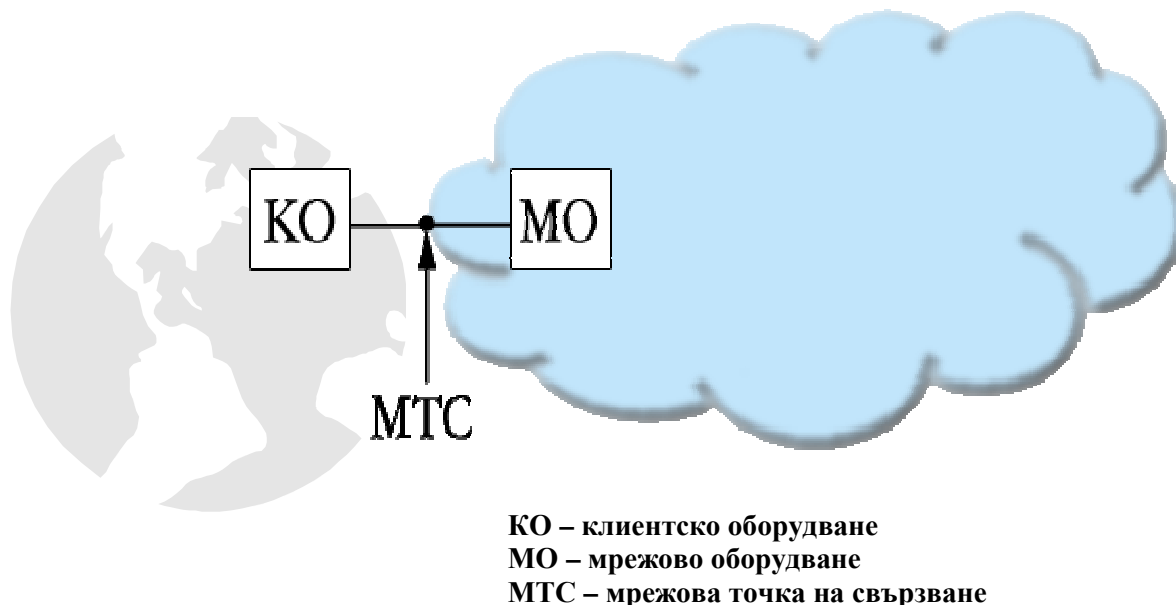 КО
МО
МТС
КО – клиентско оборудване
МО – мрежово оборудване
МТС – мрежова точка на свързване